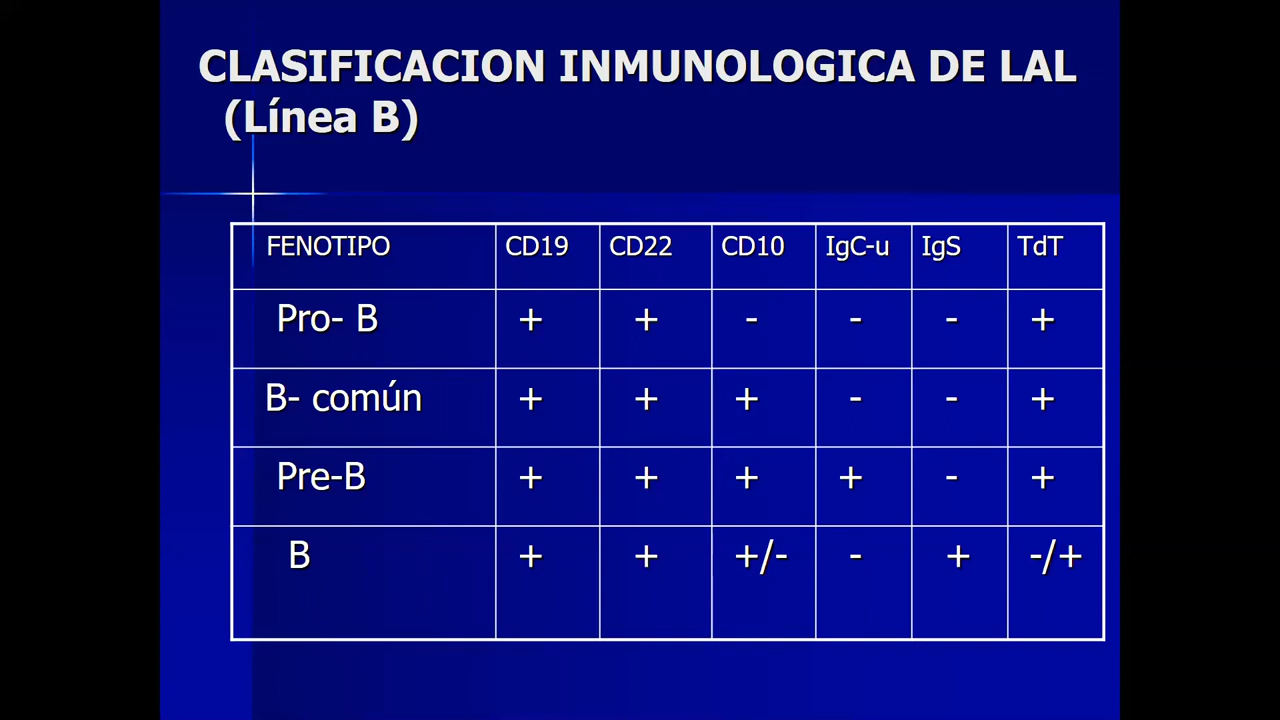 CLASIFICACION INMUNOLOGICA DE LAL
(Línea B)
FENOTIPO CD19 CD22 CD10 IgC-u IgS TdT
Pro- B + + - - - +
B- común + + + - - +
Pre-B + + + + - +
B + + +/- - + -/+